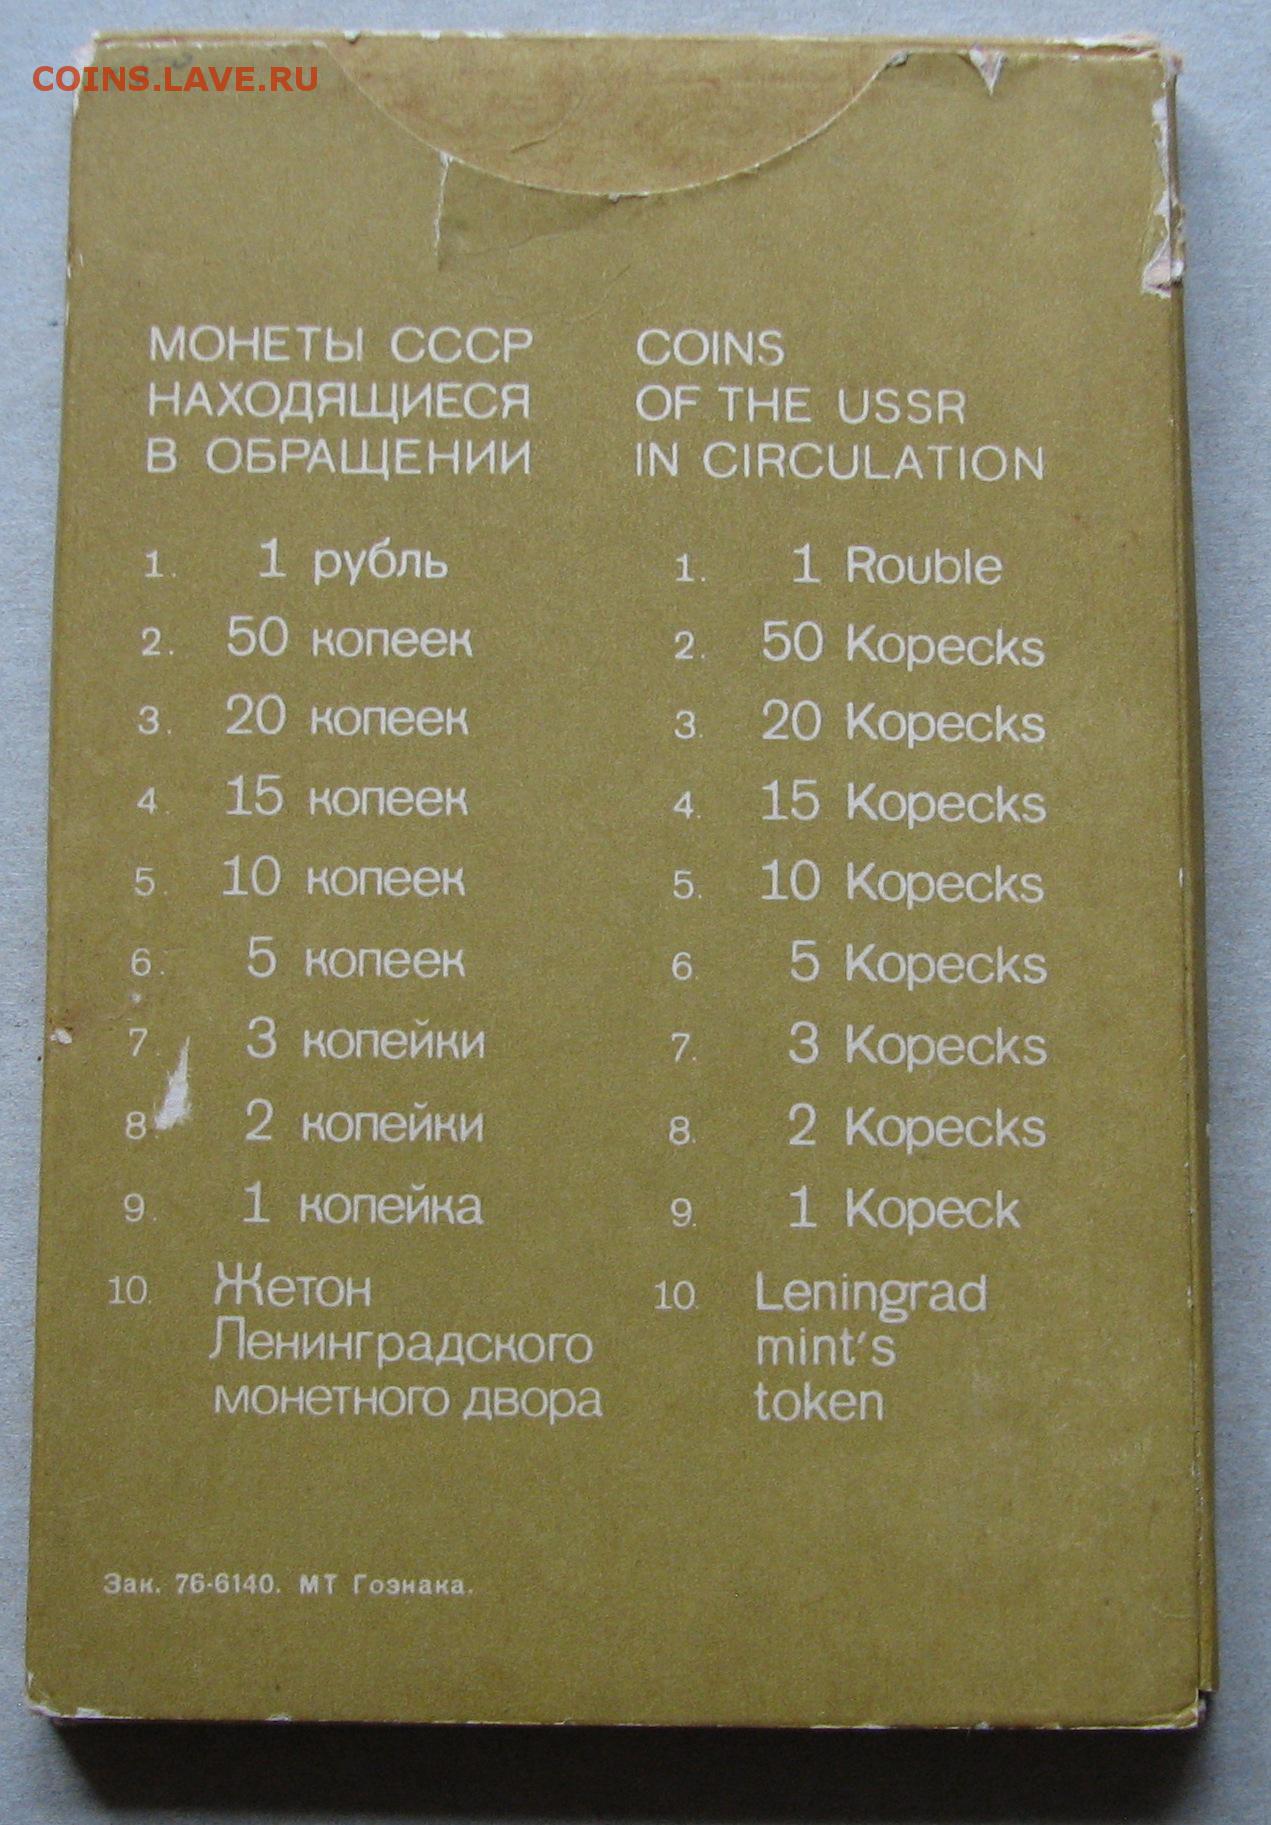 COINS.LAVE.RU
МОНЕТЫ СССР
НАХОДЯЩИЕСЯ
В ОБРАЩЕНИИ
1. 1 рубль
2. 50 копеек
3. 20 копеек
4. 15 копеек
5. 10 копеек
6. 5 копеек
7. 3 копейки
8. 2 копейки
9. 1 копейка
10. Жетон
Ленинградского
монетного двора
COINS
OF THE USSR
IN CIRCULATION
1. 1 Rouble
2. 50 Kopecks
3. 20 Kopecks
4. 15 Kopecks
5. 10 Kopecks
6. 5 Kopecks
7. 3 Kopecks
8. 2 Kopecks
9. 1 Kopeck
10. Leningrad
mint's
token
Зак. 76-6140. МТ Гознака.